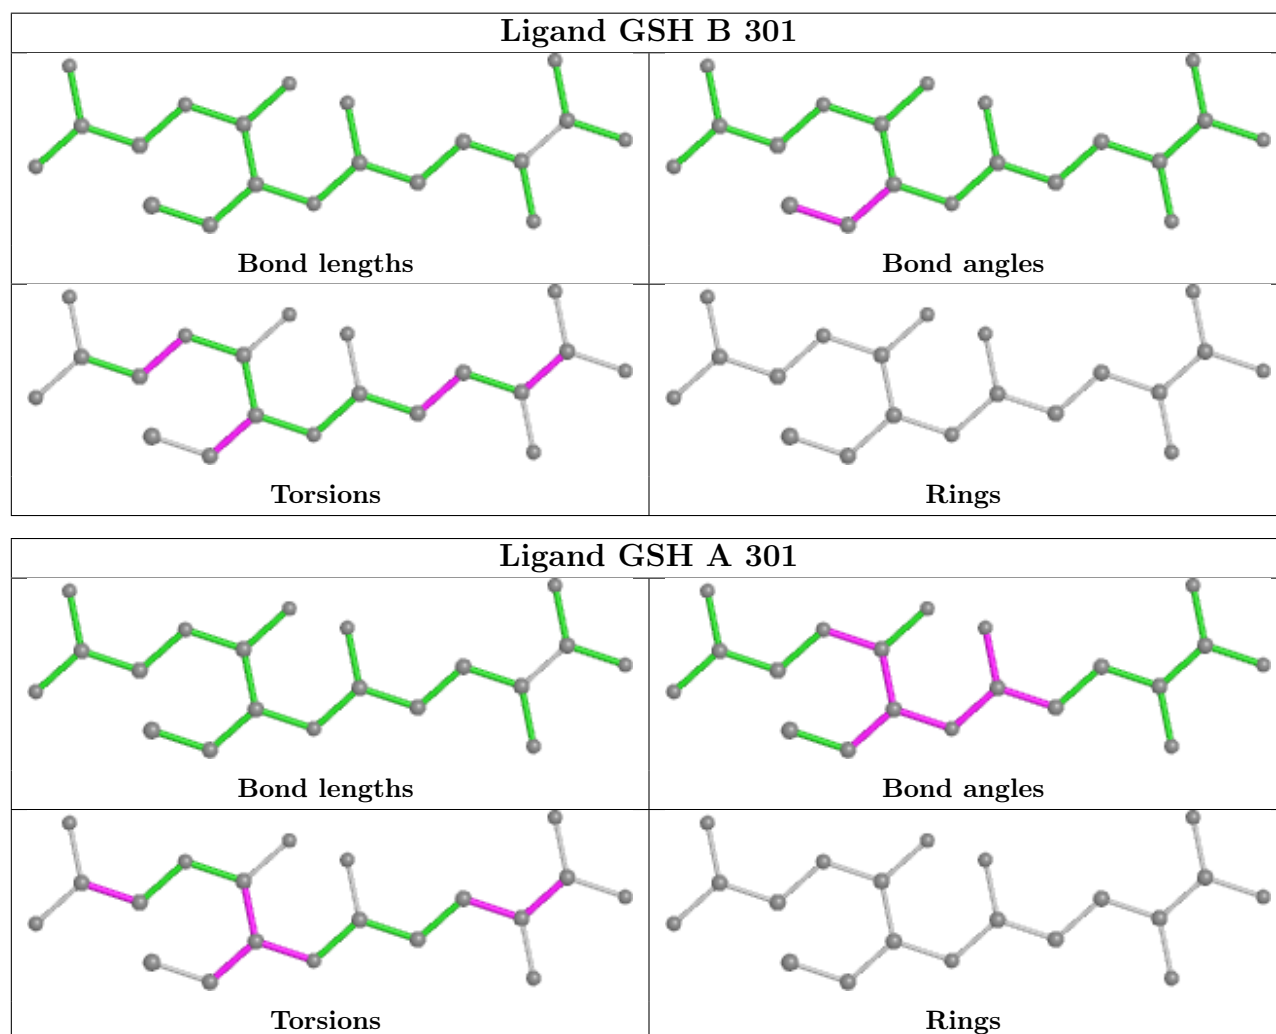 Ligand GSH B 301
Bond lengths
Bond angles
Torsions
Rings
Ligand GSH A 301
Bond lengths
Bond angles
Torsions
Rings